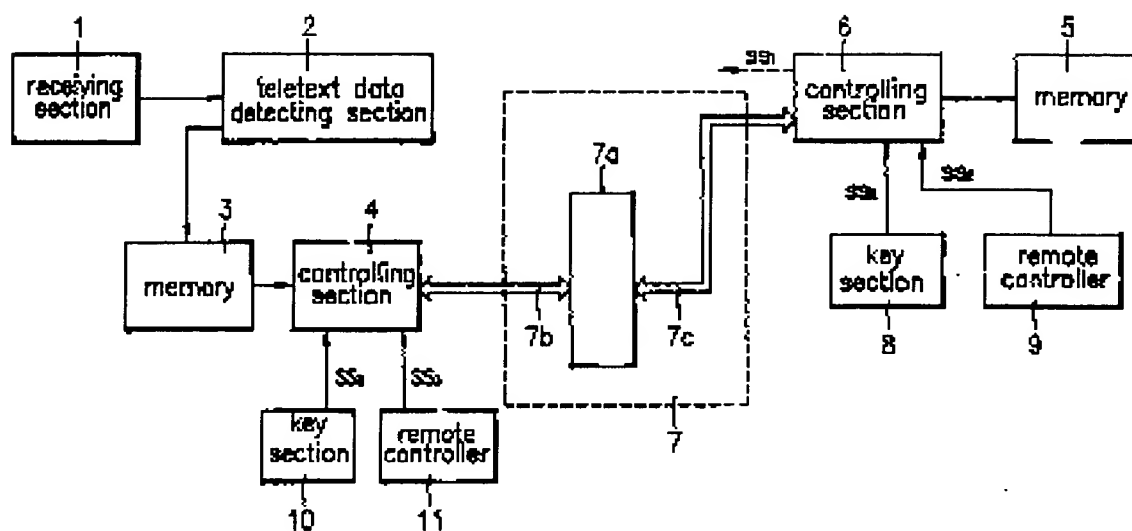 1
2
6
5
receiving
section
teletext data
detecting section
controlling
section
memory
7a
3
4
memory
controlling
section
7b
7c
key
section
remote
controller
8
9
key
section
remote
controller
7
10
11